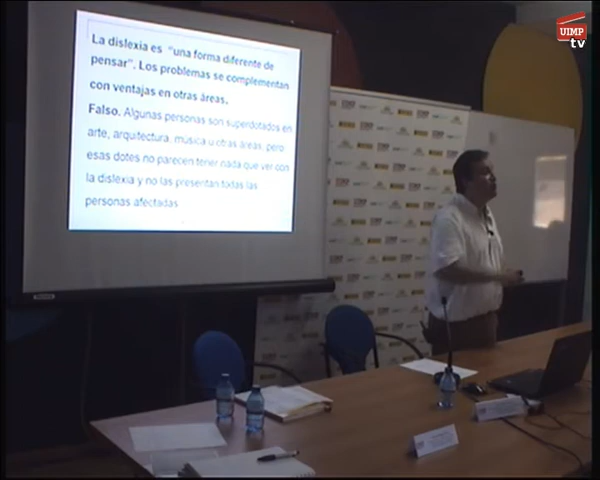 UIMP
tv
La dislexia es "una forma diferente de
pensar". Los problemas se complementan
con ventajas en otras áreas,
Falso. Algunas personas son superdotados en
arte, arquitectura, musica u otras áreas, pero
esas dotes no parecen tener nada que ver con
la dislexia y no las presentan todas las
personas afectadas